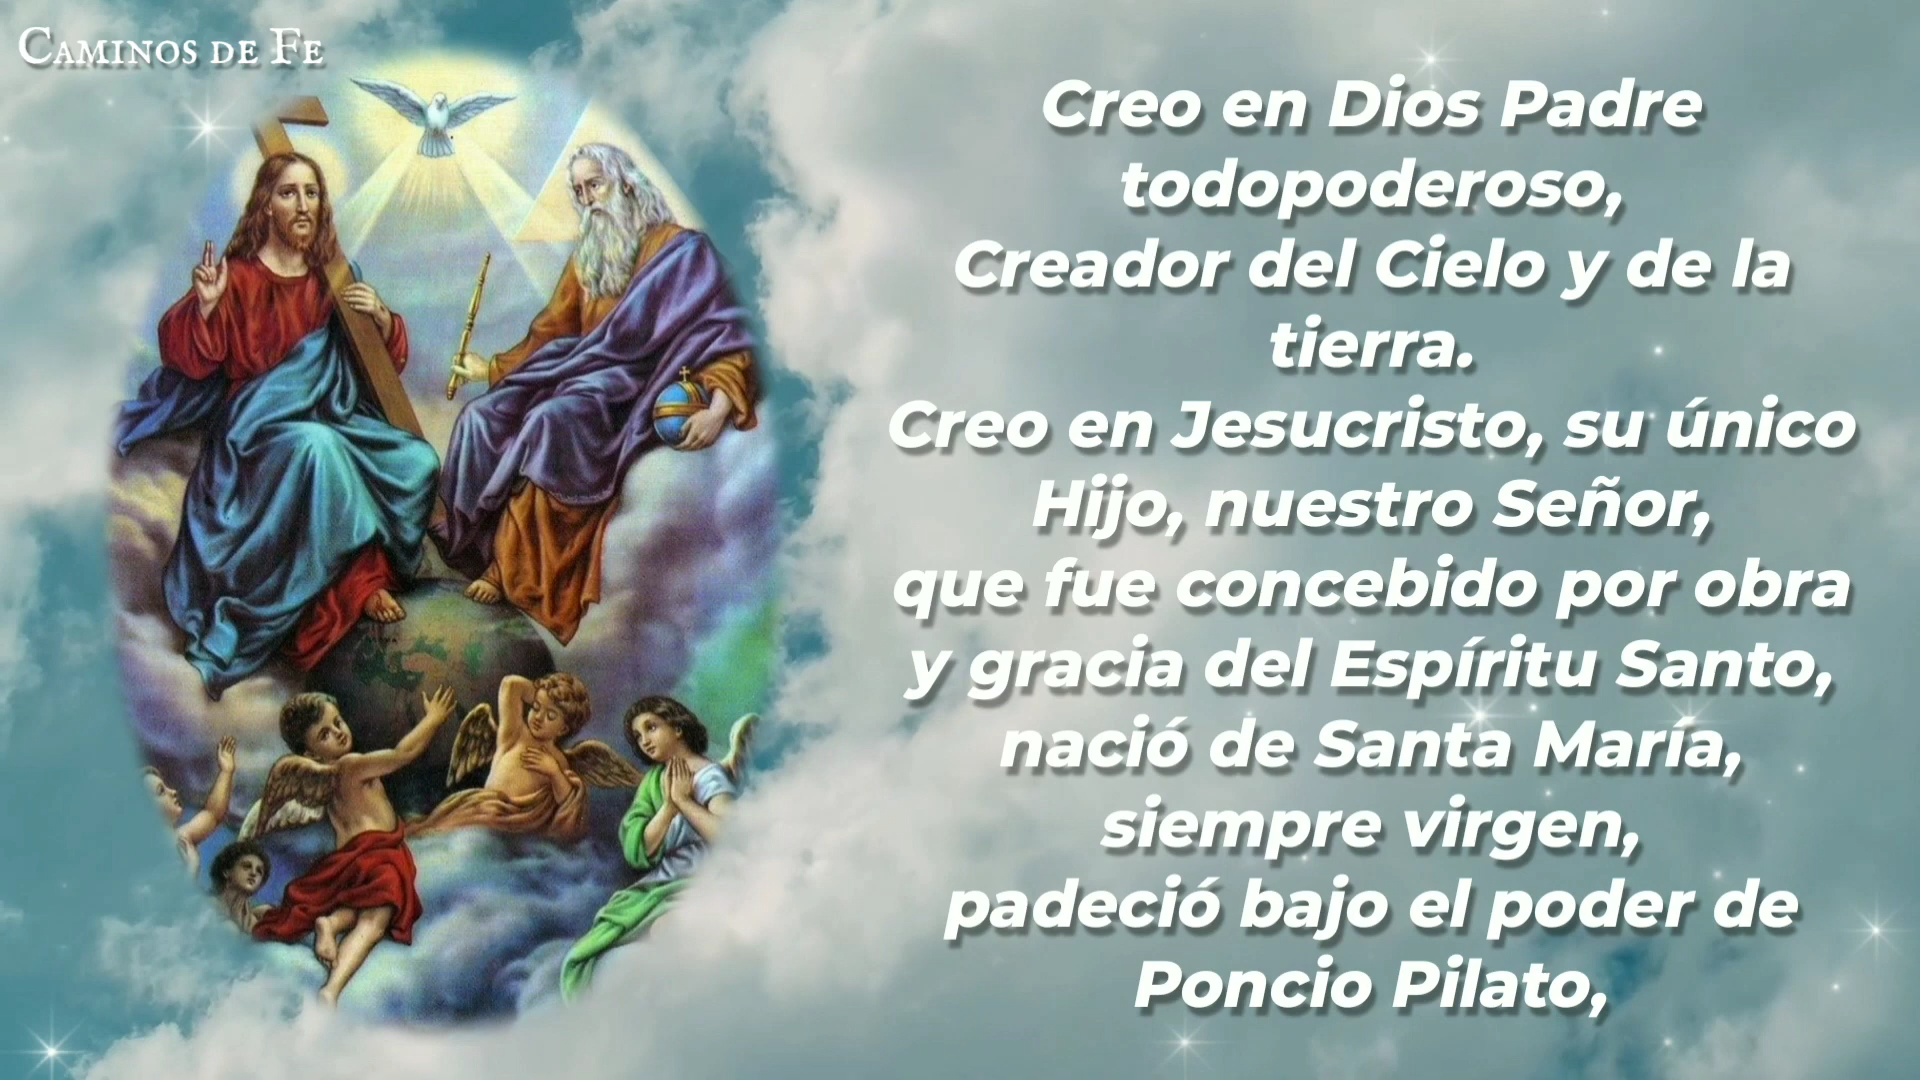 Caminos de Fe
Creo en Dios Padre
todopoderoso,
Creador del Cielo y de la
tierra.
Creo en Jesucristo, su único
Hijo, nuestro Señor,
que fue concebido por obra
y gracia del Espíritu Santo,
nació de Santa María,
siempre virgen,
padeció bajo el poder de
Poncio Pilato,